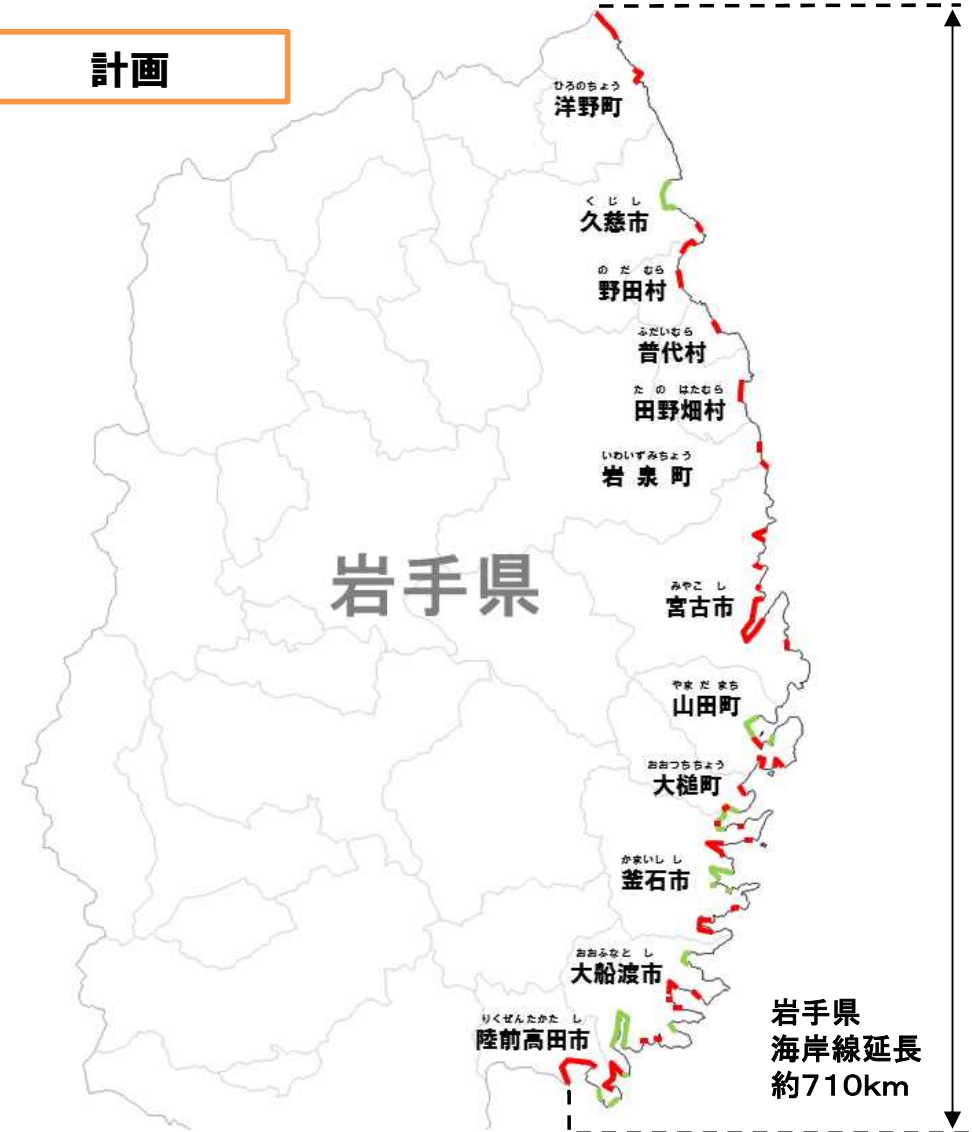 計画
ひろのちょう
洋野町
くじし
久慈市
のだむら
野田村
ふだいむら
普代村
たのはたむら
田野畑村
いわいずみちょう
岩泉町
岩手県
みやこし
宮古市
やまだまち
山田町
おおつちちょう
大槌町
かまいしし
釜石市
おおふなとし
大船渡市
りくぜんたかたし
陸前高田市
岩手県
海岸線延長
約710km